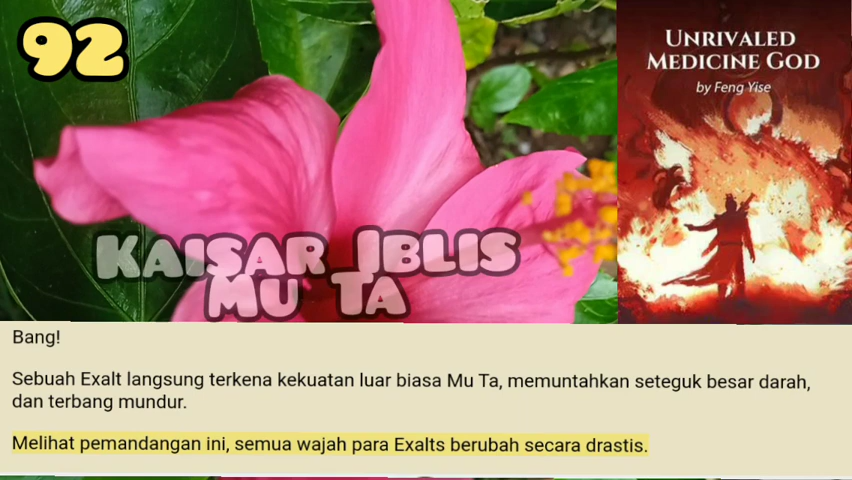 92
UNRIVALED
MEDICINE GOD
by Feng Yise
KAISAR IBLIS
MU TA
Bang!
Sebuah Exalt langsung terkena kekuatan luar biasa Mu Ta, memuntahkan seteguk besar darah,
dan terbang mundur.
Melihat pemandangan ini, semua wajah para Exalts berubah secara drastis.